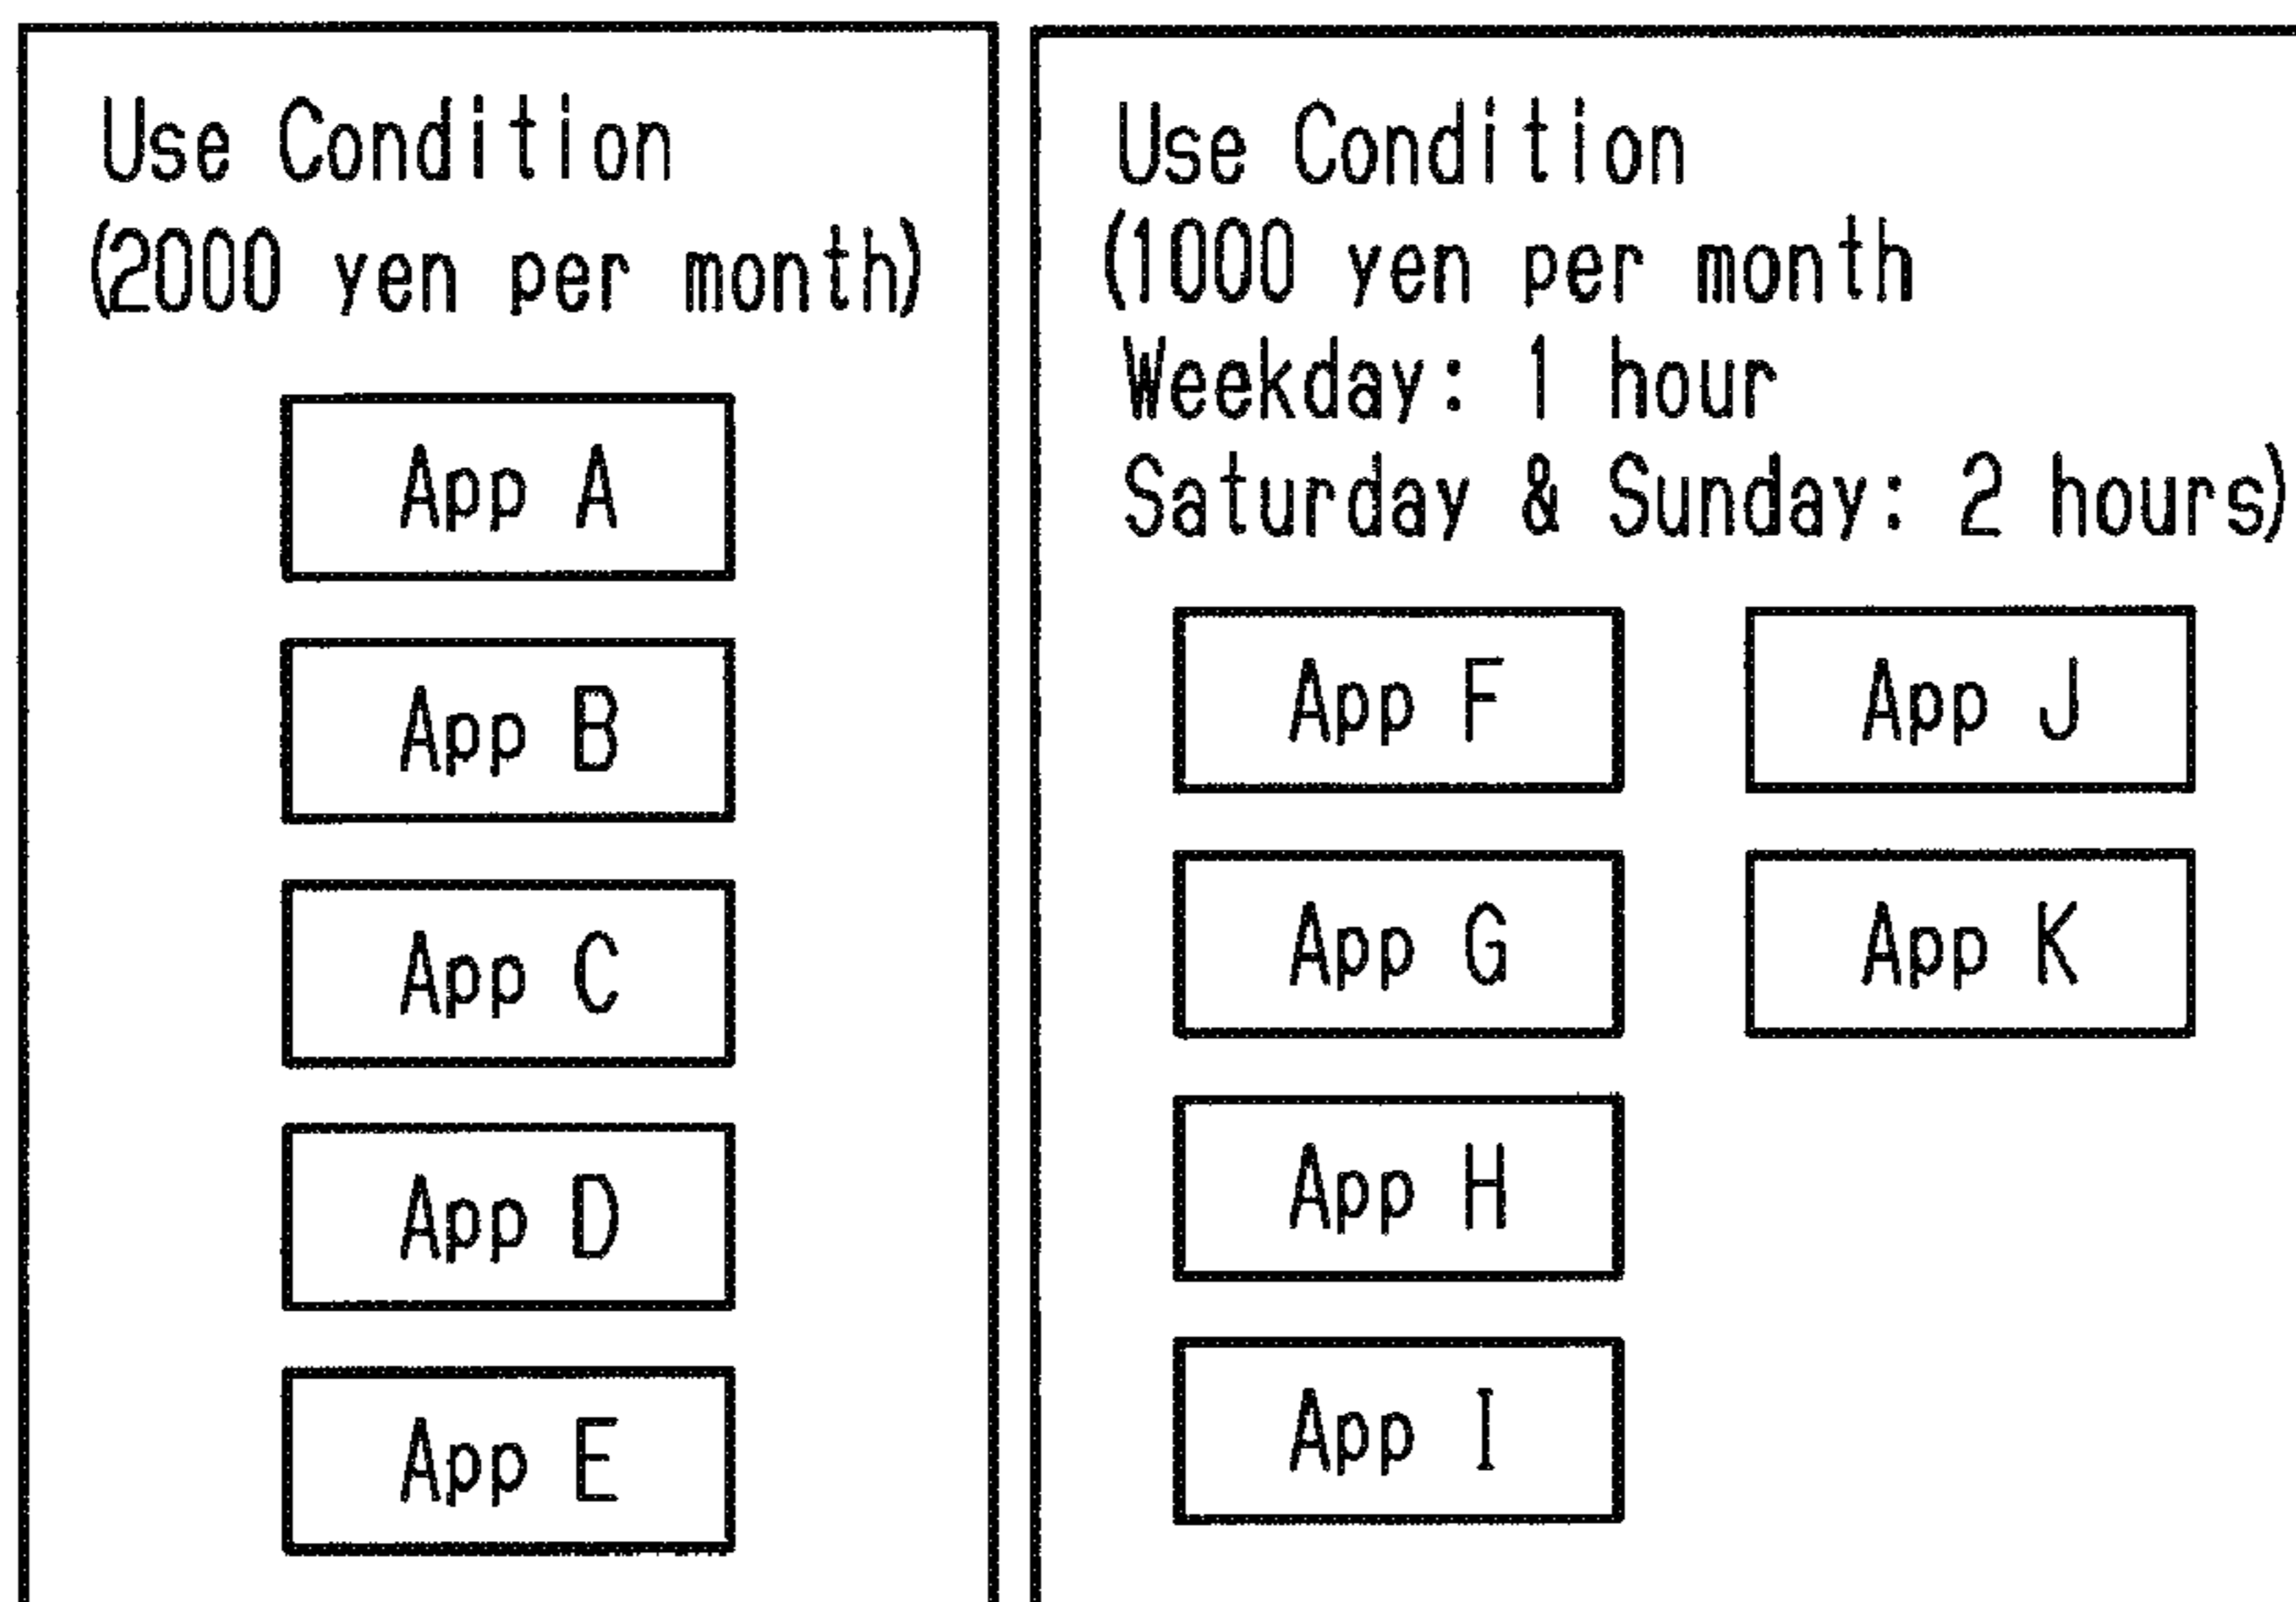 Use Condition
(2000 yen per month)
App A
App B
App C
App D
App E
Use Condition
(1000 yen per month
Weekday: 1 hour
Saturday & Sunday: 2 hours)
App F
App G
App H
App I
App J
App K